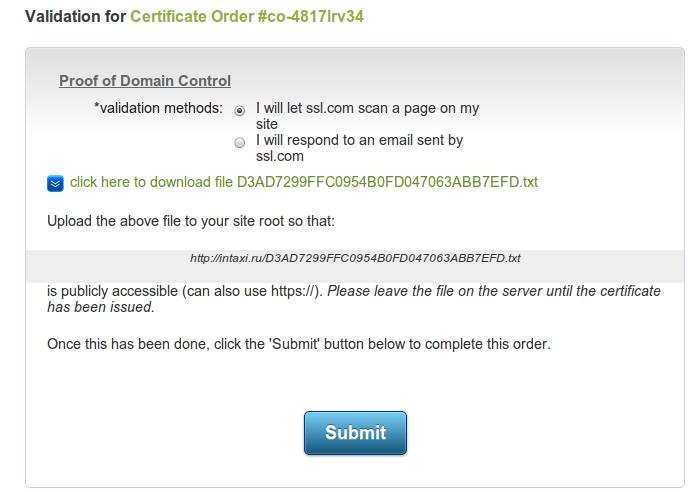 Validation for Certificate Order #co-4817lrv34
Proof of Domain Control
*validation methods:
I will let ssl.com scan a page on my
site
I will respond to an email sent by
ssl.com
click here to download file D3AD7299FFC0954B0FD047063ABB7EFD.txt
Upload the above file to your site root so that:
http://intaxi.ru/D3AD7299FFC0954B0FD047063ABB7EFD.txt
is publicly accessible (can also use https://). Please leave the file on the server until the certificate
has been issued.
Once this has been done, click the 'Submit' button below to complete this order.
Submit